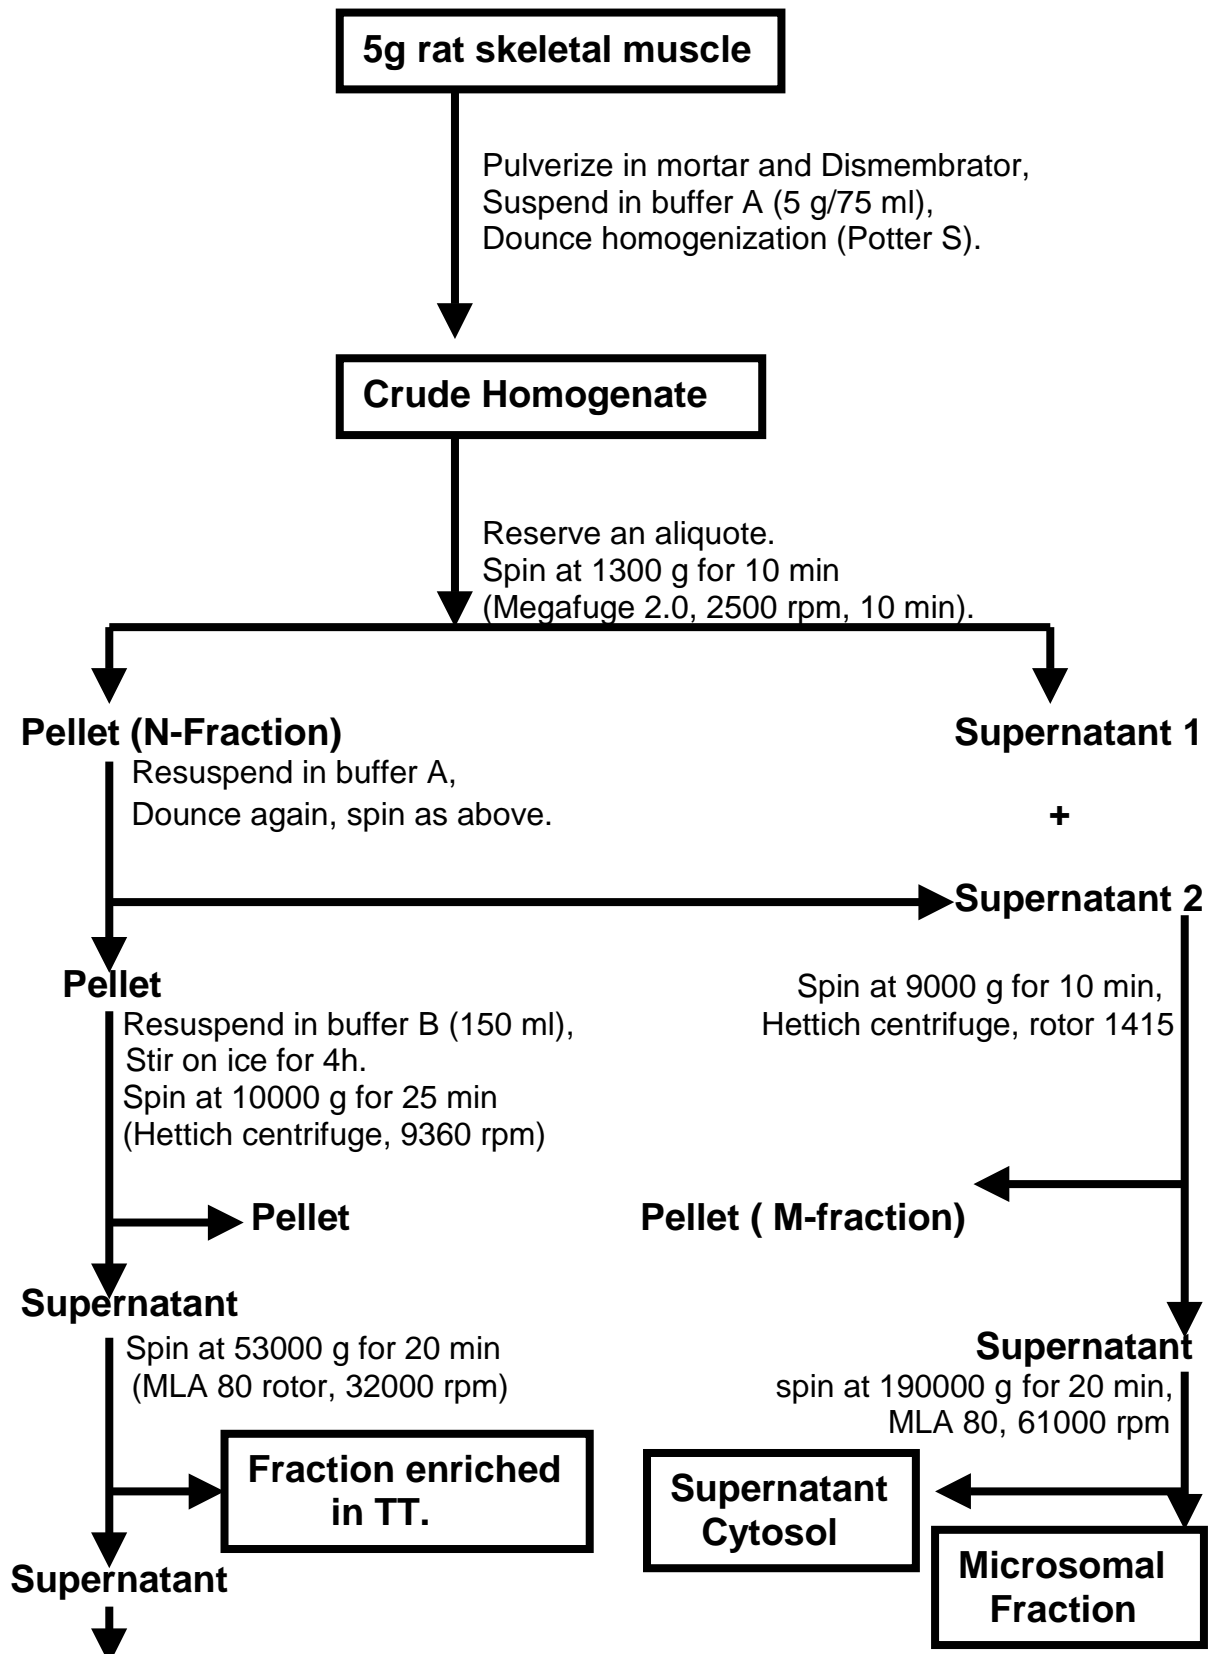 5g rat skeletal muscle
Pulverize in mortar and Dismembrator,
Suspend in buffer A (5 g/75 ml),
Dounce homogenization (Potter S).
Crude Homogenate
Reserve an aliquote.
Spin at 1300 g for 10 min
(Megafuge 2.0, 2500 rpm, 10 min).
Pellet (N-Fraction)
Resuspend in buffer A,
Dounce again, spin as above.
Supernatant 1
+
Supernatant 2
Pellet
Resuspend in buffer B (150 ml),
Stir on ice for 4h.
Spin at 10000 g for 25 min
(Hettich centrifuge, 9360 rpm)
Spin at 9000 g for 10 min,
Hettich centrifuge, rotor 1415
Pellet
Pellet ( M-fraction)
Supernatant
Spin at 53000 g for 20 min
(MLA 80 rotor, 32000 rpm)
Supernatant
spin at 190000 g for 20 min,
MLA 80, 61000 rpm
Fraction enriched
in TT.
Supernatant
Cytosol
Supernatant
Microsomal
Fraction